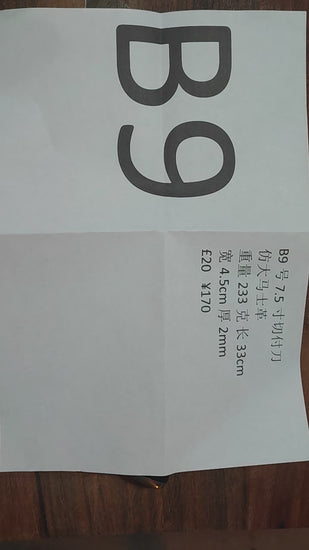 B9
B9 号 7.5 寸切付刀
仿大马士革
重量 233 克 长 33cm
宽 4.5cm 厚 2mm
£20 ¥170